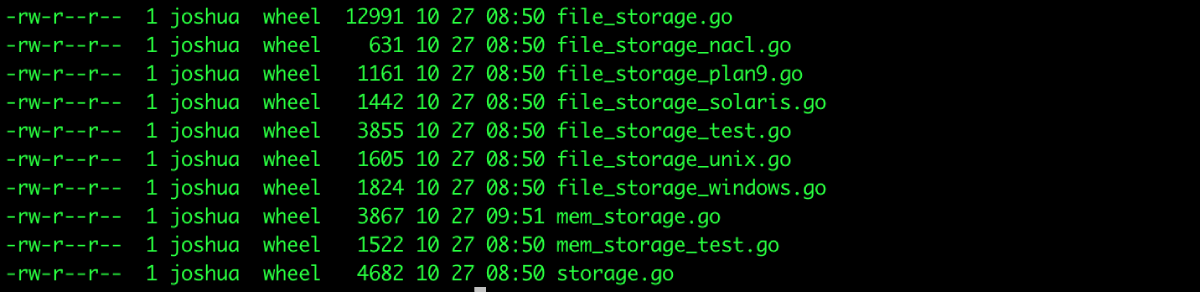 -rw-r--r--  1 joshua  wheel  12991 10 27 08:50 file_storage.go
-rw-r--r--  1 joshua  wheel    631 10 27 08:50 file_storage_nacl.go
-rw-r--r--  1 joshua  wheel   1161 10 27 08:50 file_storage_plan9.go
-rw-r--r--  1 joshua  wheel   1442 10 27 08:50 file_storage_solaris.go
-rw-r--r--  1 joshua  wheel   3855 10 27 08:50 file_storage_test.go
-rw-r--r--  1 joshua  wheel   1605 10 27 08:50 file_storage_unix.go
-rw-r--r--  1 joshua  wheel   1824 10 27 08:50 file_storage_windows.go
-rw-r--r--  1 joshua  wheel   3867 10 27 09:51 mem_storage.go
-rw-r--r--  1 joshua  wheel   1522 10 27 08:50 mem_storage_test.go
-rw-r--r--  1 joshua  wheel   4682 10 27 08:50 storage.go